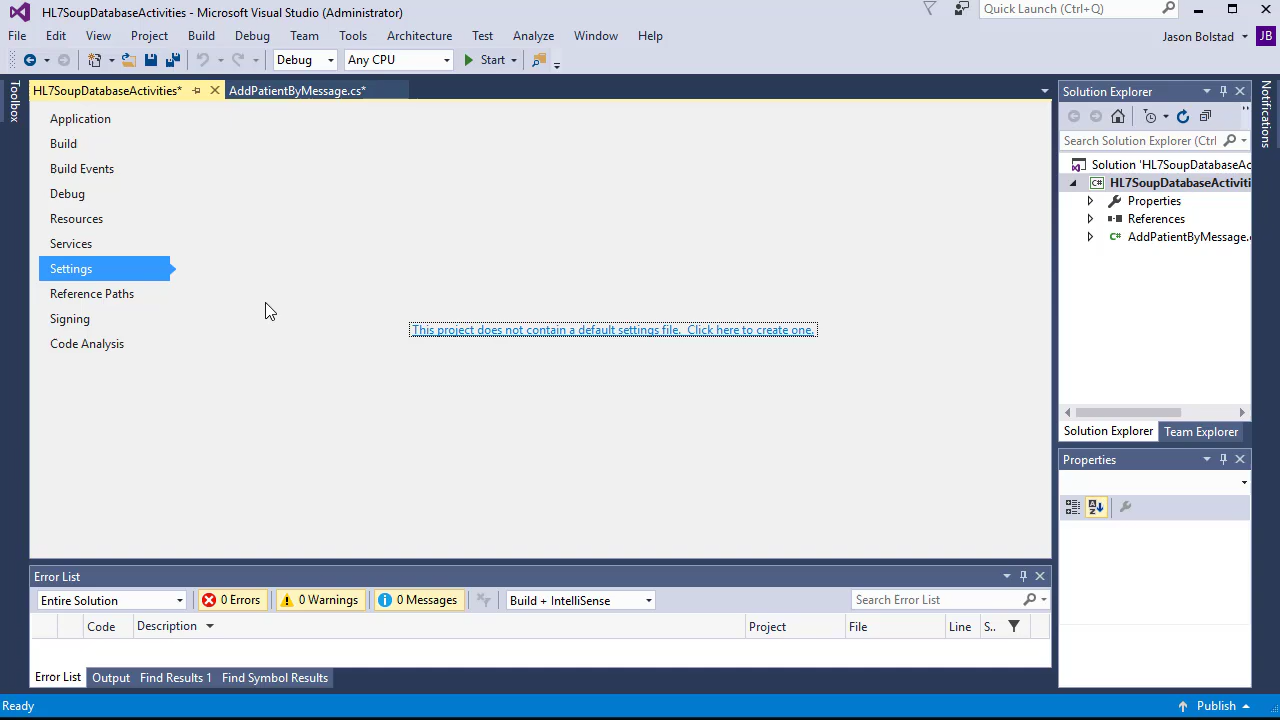 HL7SoupDatabaseActivities - Microsoft Visual Studio (Administrator)
Quick Launch (Ctrl+Q)
File Edit View Project Build Debug Team Tools Architecture Test Analyze Window Help
Jason Bolstad JB
Debug Any CPU Start
Toolbox
HL7SoupDatabaseActivities*
AddPatientByMessage.cs*
Application
Build
Build Events
Debug
Resources
Services
Settings
Reference Paths
Signing
Code Analysis
This project does not contain a default settings file. Click here to create one.
Solution Explorer
Search Solution Explorer (Ctrl
Solution 'HL7SoupDatabaseAc
C# HL7SoupDatabaseActiviti
Properties
References
C# AddPatientByMessage.c
Solution Explorer Team Explorer
Properties
Notifications
Error List
Entire Solution 0 Errors 0 Warnings 0 Messages Build + IntelliSense Search Error List
Code Description Project File Line S..
Error List Output Find Results 1 Find Symbol Results
Ready Publish